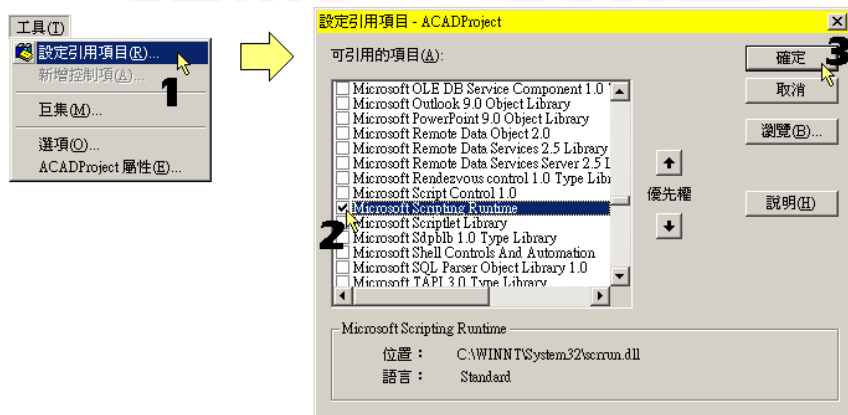 工具(T)
設定引用項目(R)...
新增控制項(A)...
1
巨集(M)...
選項(O)...
ACADProject 屬性(E)...
設定引用項目 - ACADProject
可引用的項目(A):
Microsoft OLE DB Service Component 1.0
Microsoft Outlook 9.0 Object Library
Microsoft PowerPoint 9.0 Object Library
Microsoft Remote Data Object 2.0
Microsoft Remote Data Services 2.5 Library
Microsoft Remote Data Services Server 2.5 L
Microsoft Rendezvous control 1.0 Type Libr
Microsoft Script Control 1.0
Microsoft Scripting Runtime
2
Microsoft Scriptlet Library
Microsoft Sdpblb 1.0 Type Library
Microsoft Shell Controls And Automation
Microsoft SQL Parser Object Library 1.0
Microsoft TAPI 3.0 Type Library
優先權
確定
3
取消
瀏覽(B)...
說明(H)
Microsoft Scripting Runtime
位置： C:\WINNT\System32\scrrun.dll
語言： Standard